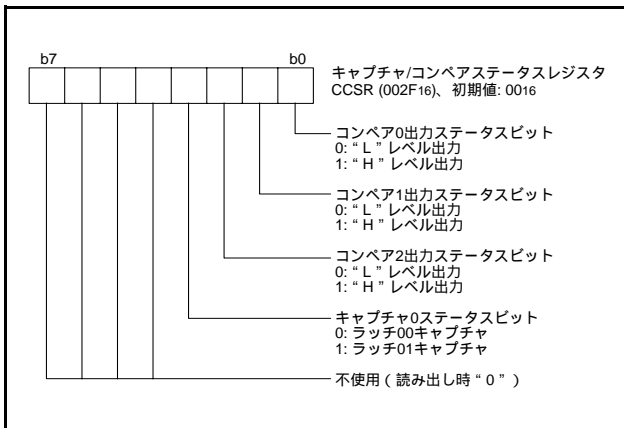 b7 b0
キャプチャ/コンペアステータスレジスタ
CCSR (002F16)、初期値: 0016
コンペア0出力ステータスビット
0: “ L ” レベル出力
1: “ H ” レベル出力
コンペア1出力ステータスビット
0: “ L ” レベル出力
1: “ H ” レベル出力
コンペア2出力ステータスビット
0: “ L ” レベル出力
1: “ H ” レベル出力
キャプチャ0ステータスビット
0: ラッチ00キャプチャ
1: ラッチ01キャプチャ
不使用 ( 読み出し時 “ 0 ” )